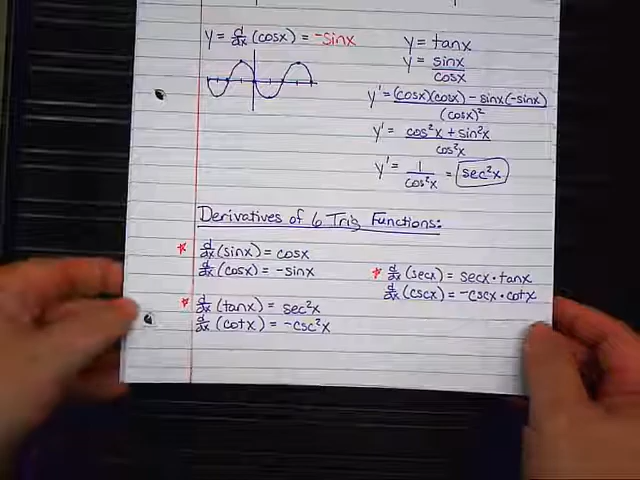 y = d/dx (cosx) = -sinx
y = tanx
y = sinx/cosx
y' = (cosx)(cosx) - sinx(-sinx)/(cosx)²
y' = cos²x + sin²x/cos²x
y' = 1/cos²x = sec²x
Derivatives of 6 Trig Functions:
* d/dx (sinx) = cosx
d/dx (cosx) = -sinx
* d/dx (secx) = secx · tanx
d/dx (cscx) = -cscx · cotx
* d/dx (tanx) = sec²x
d/dx (cotx) = -csc²x